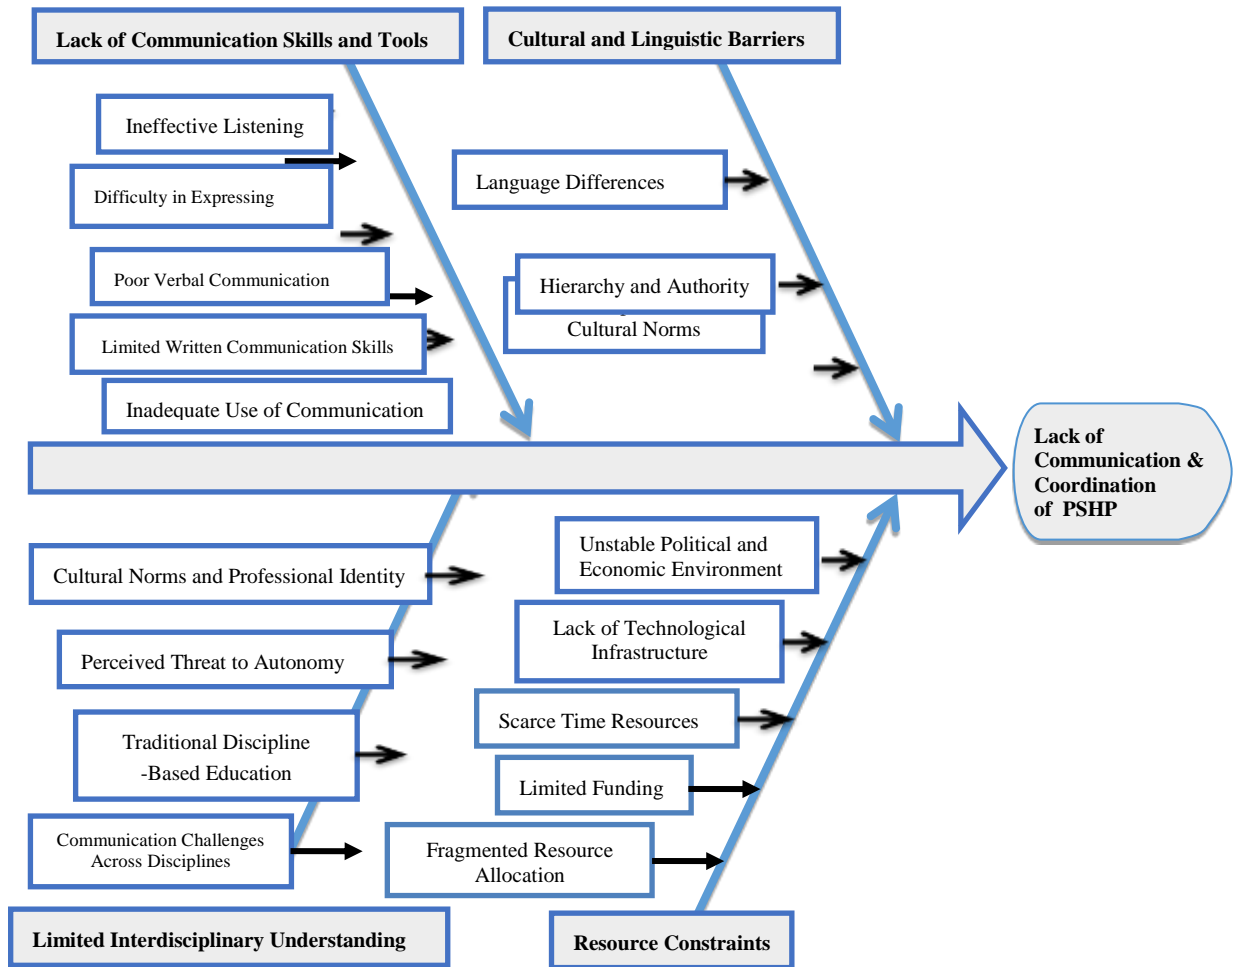 Lack of Communication Skills and Tools
Cultural and Linguistic Barriers
Ineffective Listening
Difficulty in Expressing
Poor Verbal Communication
Limited Written Communication Skills
Inadequate Use of Communication
Language Differences
Hierarchy and Authority
Cultural Norms
Lack of
Communication &
Coordination
of PSHP
Cultural Norms and Professional Identity
Perceived Threat to Autonomy
Traditional Discipline
-Based Education
Communication Challenges
Across Disciplines
Unstable Political and
Economic Environment
Lack of Technological
Infrastructure
Scarce Time Resources
Limited Funding
Fragmented Resource
Allocation
Limited Interdisciplinary Understanding
Resource Constraints